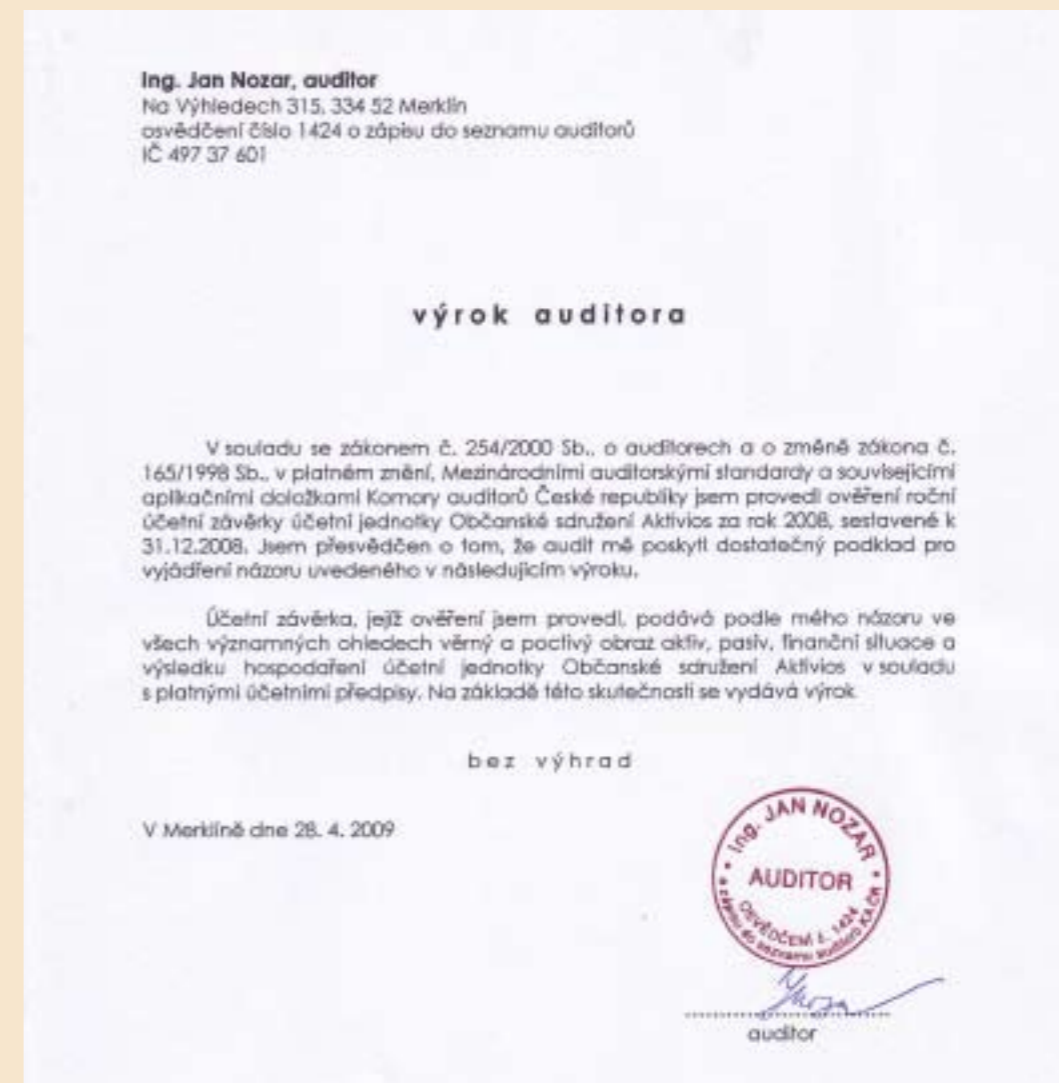 Ing. Jan Nozar, auditor
Na Výhledech 315, 334 52 Merklín
osvědčení číslo 1424 o zápisu do seznamu auditorů
IČ 497 37 601
výrok auditora
V souladu se zákonem č. 254/2000 Sb., o auditorech a o změně zákona č.
165/1998 Sb., v platném znění, Mezinárodními auditorskými standardy a souvisejícími
aplikačními doložkami Komory auditorů České republiky jsem provedl ověření roční
účetní závěrky účetní jednotky Občanské sdružení Aktivios za rok 2008, sestavené k
31.12.2008. Jsem přesvědčen o tom, že audit mě poskytl dostatečný podklad pro
vyjádření názoru uvedeného v následujícím výroku.
Účetní závěrka, jejíž ověření jsem provedl, podává podle mého názoru ve
všech významných ohledech věrný a poctivý obraz aktiv, pasiv, finanční situace a
výsledku hospodaření účetní jednotky Občanské sdružení Aktivios v souladu
s platnými účetními předpisy. Na základě této skutečnosti se vydává výrok
bez výhrad
V Merklíně dne 28. 4. 2009
Ing. JAN NOZAR
AUDITOR
OSVĚDČENÍ č. 1424
o zápisu do seznamu auditorů KAČR
auditor